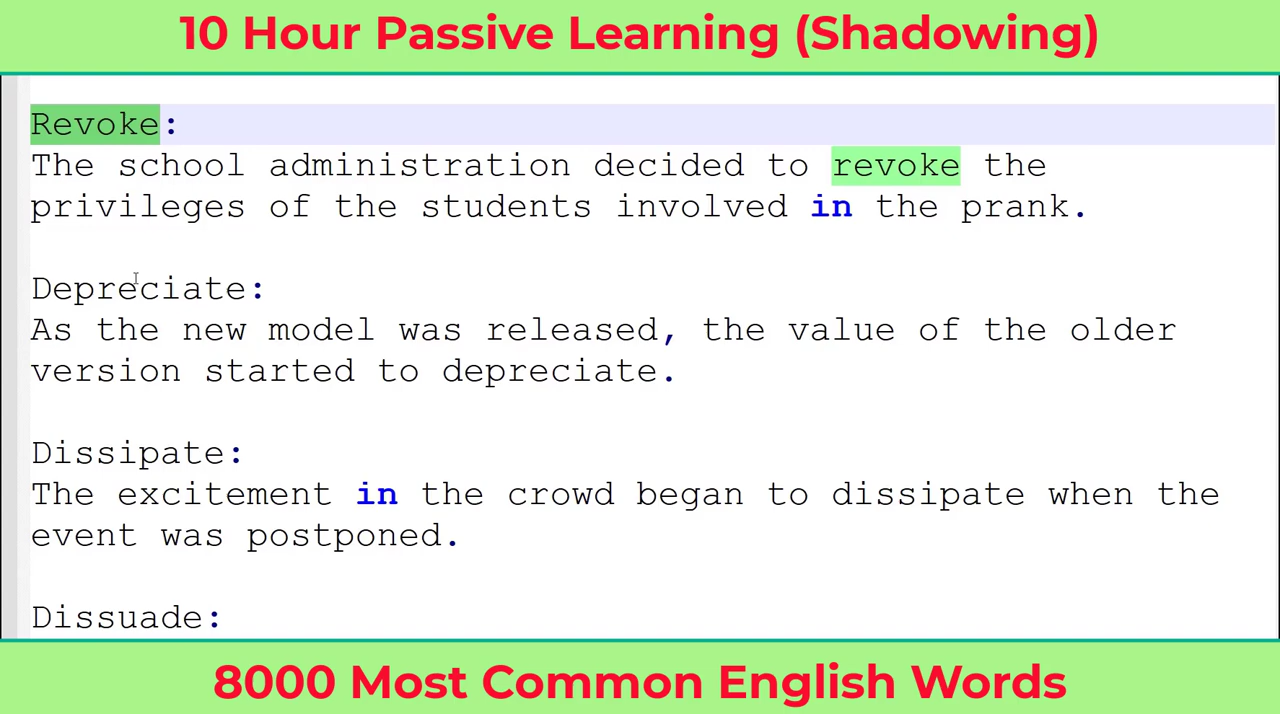 10 Hour Passive Learning (Shadowing)
Revoke:
The school administration decided to revoke the
privileges of the students involved in the prank.
Depreciate:
As the new model was released, the value of the older
version started to depreciate.
Dissipate:
The excitement in the crowd began to dissipate when the
event was postponed.
Dissuade:
8000 Most Common English Words